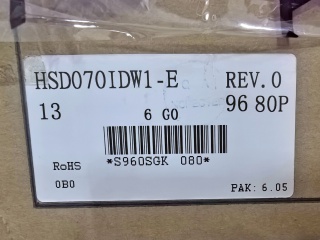 HSD070IDW1-E REV.0
13 6 G0 96 80P
*S960SGK 080*
RoHS
0B0 PAK: 6.05